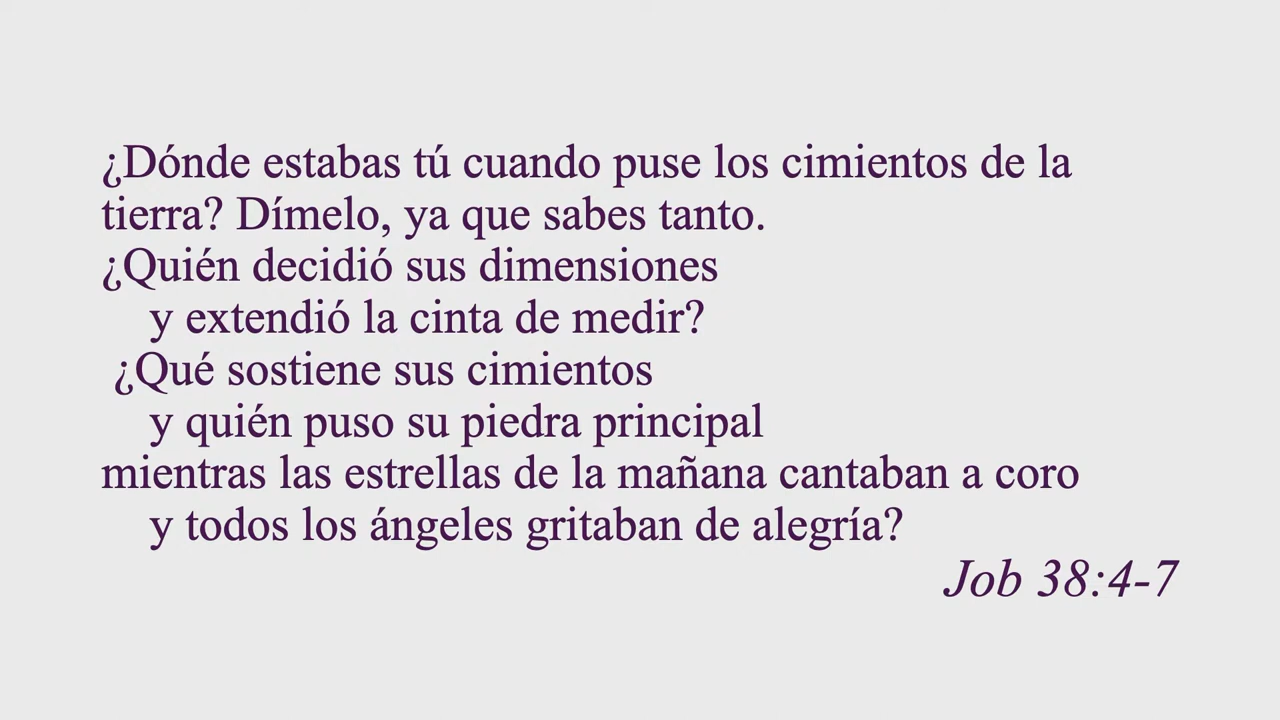 ¿Dónde estabas tú cuando puse los cimientos de la
tierra? Dímelo, ya que sabes tanto.
¿Quién decidió sus dimensiones
y extendió la cinta de medir?
¿Qué sostiene sus cimientos
y quién puso su piedra principal
mientras las estrellas de la mañana cantaban a coro
y todos los ángeles gritaban de alegría?
Job 38:4-7